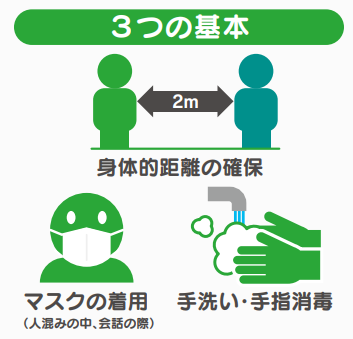 3つの基本
2m
身体的距離の確保
マスクの着用
（人混みの中、会話の際）
手洗い・手指消毒